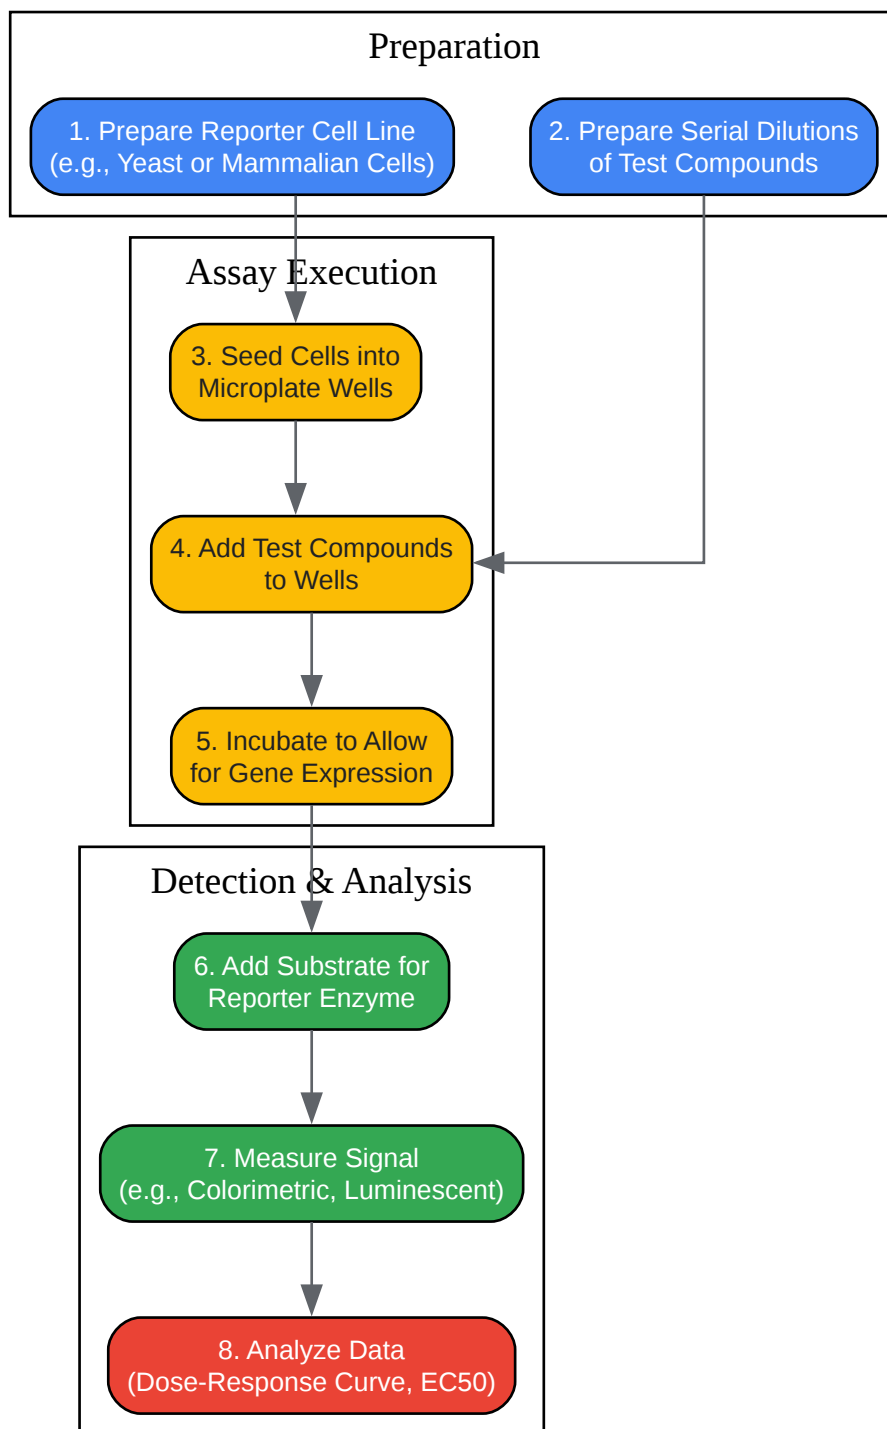 Preparation
1. Prepare Reporter Cell Line
(e.g., Yeast or Mammalian Cells)
2. Prepare Serial Dilutions
of Test Compounds
Assay Execution
3. Seed Cells into
Microplate Wells
4. Add Test Compounds
to Wells
5. Incubate to Allow
for Gene Expression
Detection & Analysis
6. Add Substrate for
Reporter Enzyme
7. Measure Signal
(e.g., Colorimetric, Luminescent)
8. Analyze Data
(Dose-Response Curve, EC50)